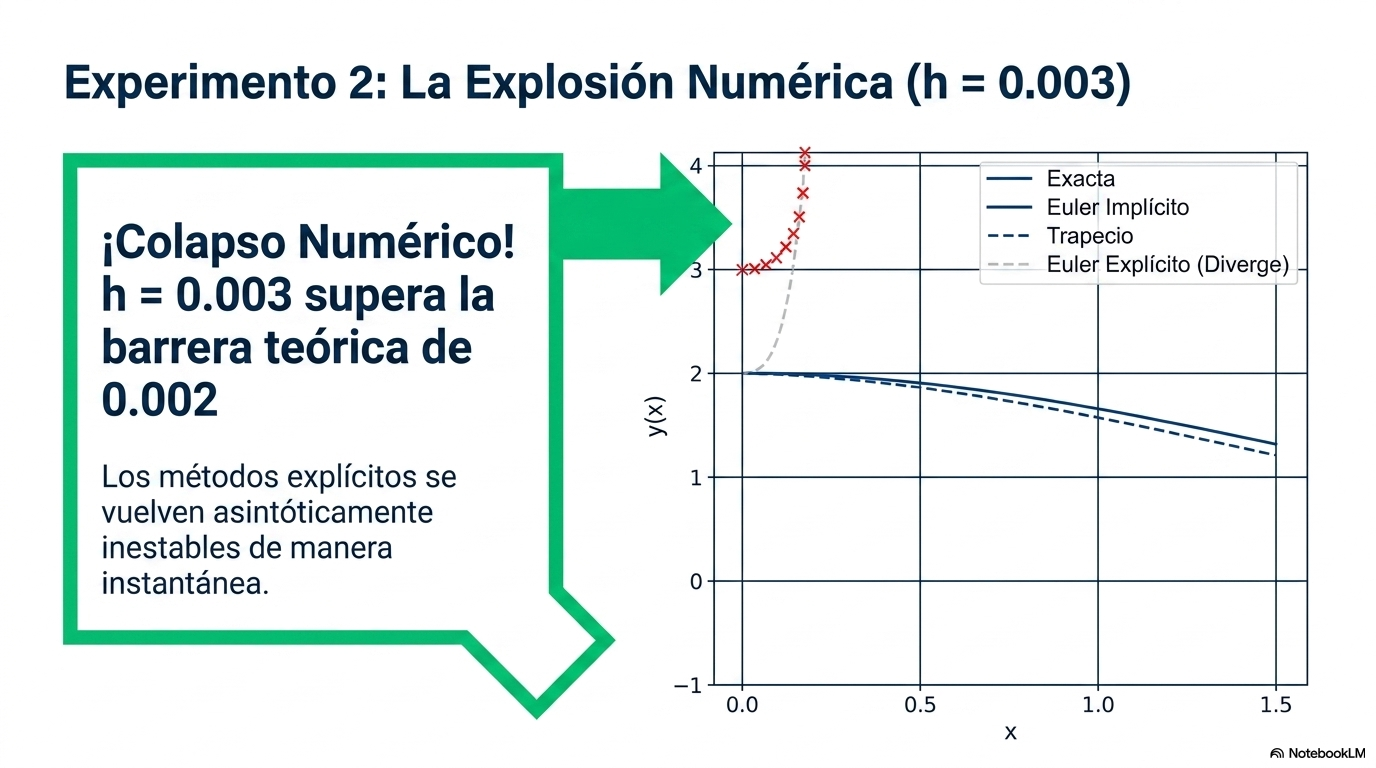 Experimento 2: La Explosión Numérica (h = 0.003)
¡Colapso Numérico!
h = 0.003 supera la
barrera teórica de
0.002
Los métodos explícitos se
vuelven asintóticamente
inestables de manera
instantánea.
4
3
2
1
0
−1
y(x)
0.0
0.5
1.0
1.5
x
Exacta
Euler Implícito
Trapecio
Euler Explícito (Diverge)
NotebookLM